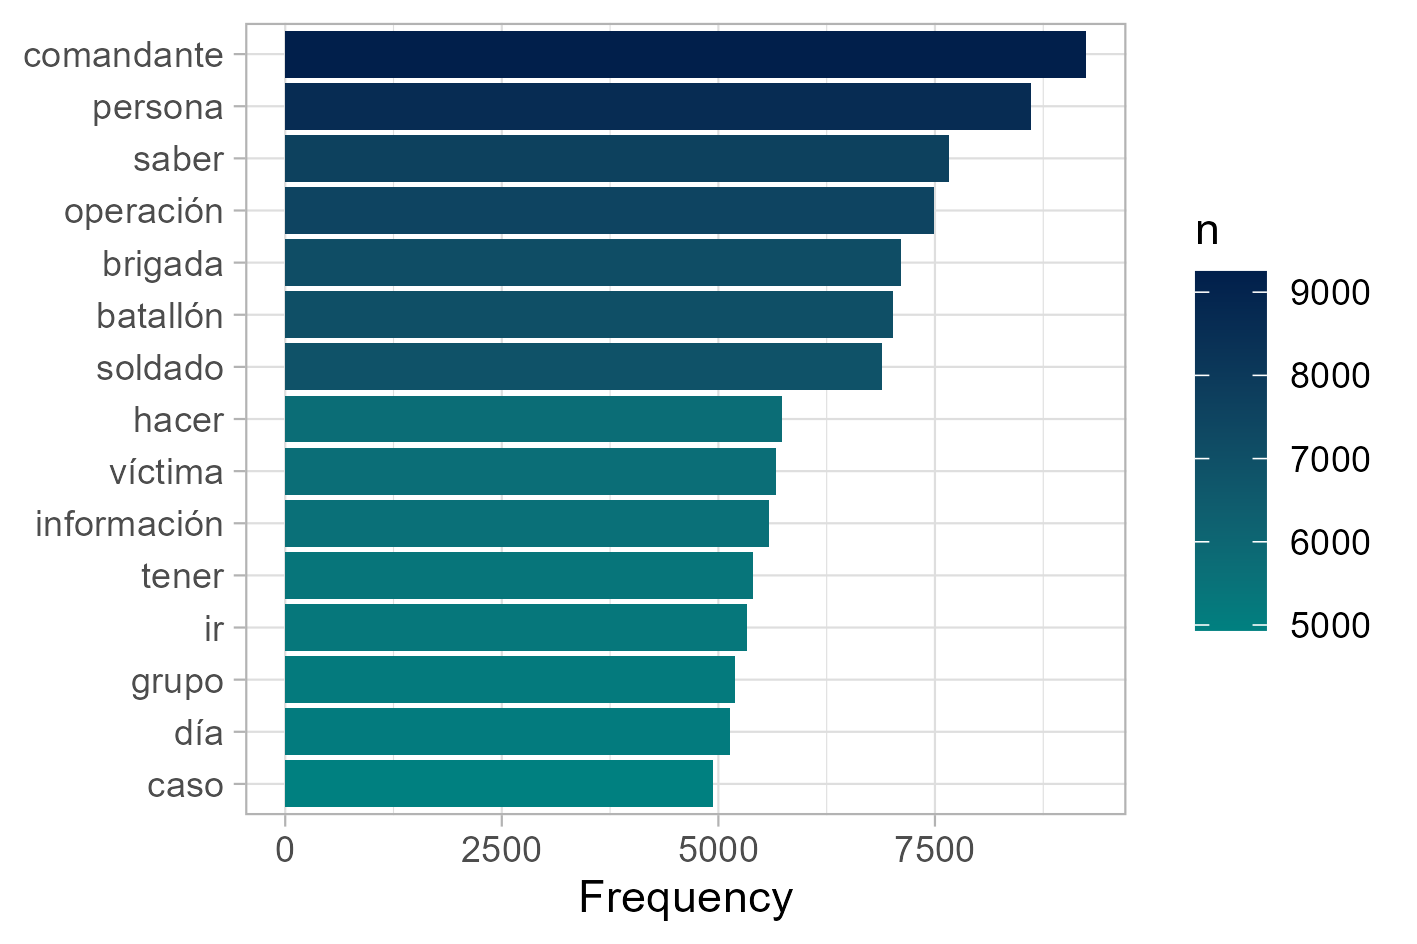 comandante
persona
saber
operación
brigada
batallón
soldado
hacer
víctima
información
tener
ir
grupo
día
caso
0 2500 5000 7500
Frequency
n
9000
8000
7000
6000
5000